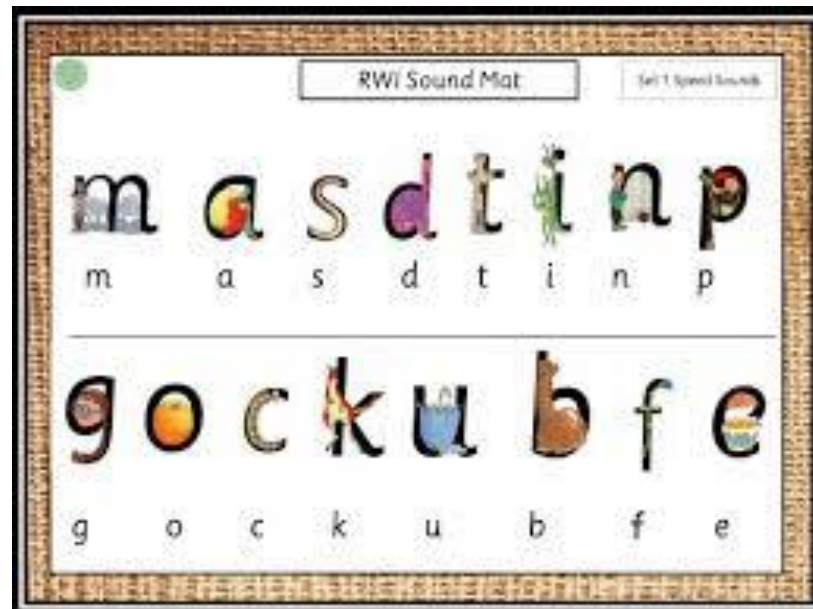 RWi Sound Mat
Set 1 Speed Sounds
m a s d t i n p
m a s d t i n p
g o c k u b f e
g o c k u b f e